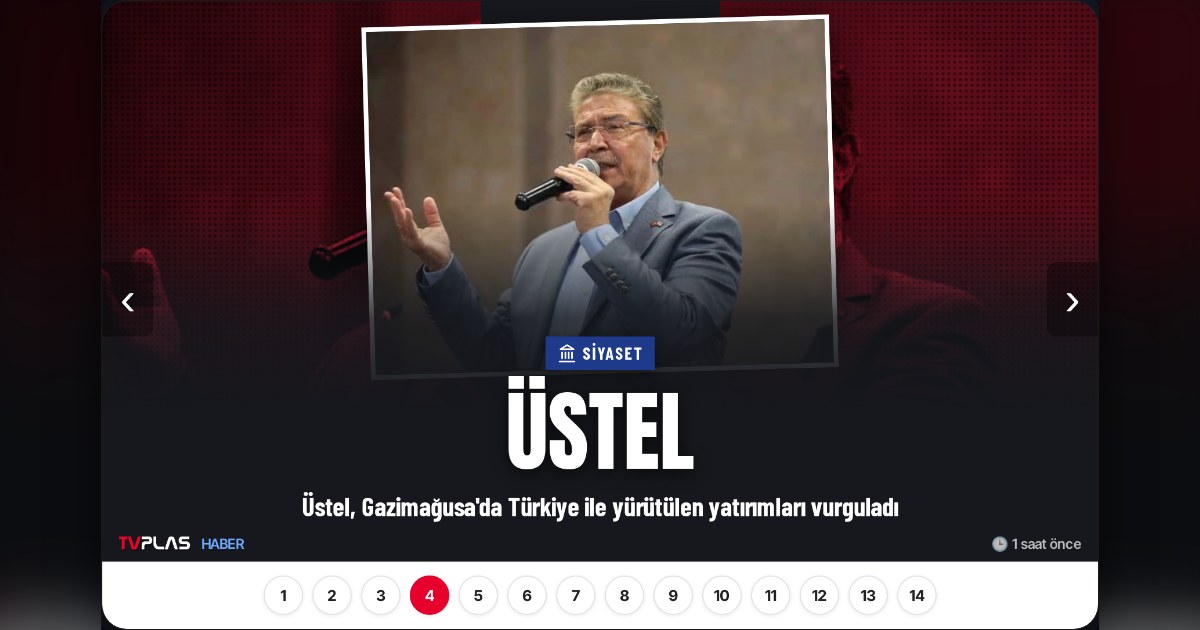 SİYASET
ÜSTEL
Üstel, Gazimağusa'da Türkiye ile yürütülen yatırımları vurguladı
TVPLAS HABER
1 saat önce
1 2 3 4 5 6 7 8 9 10 11 12 13 14